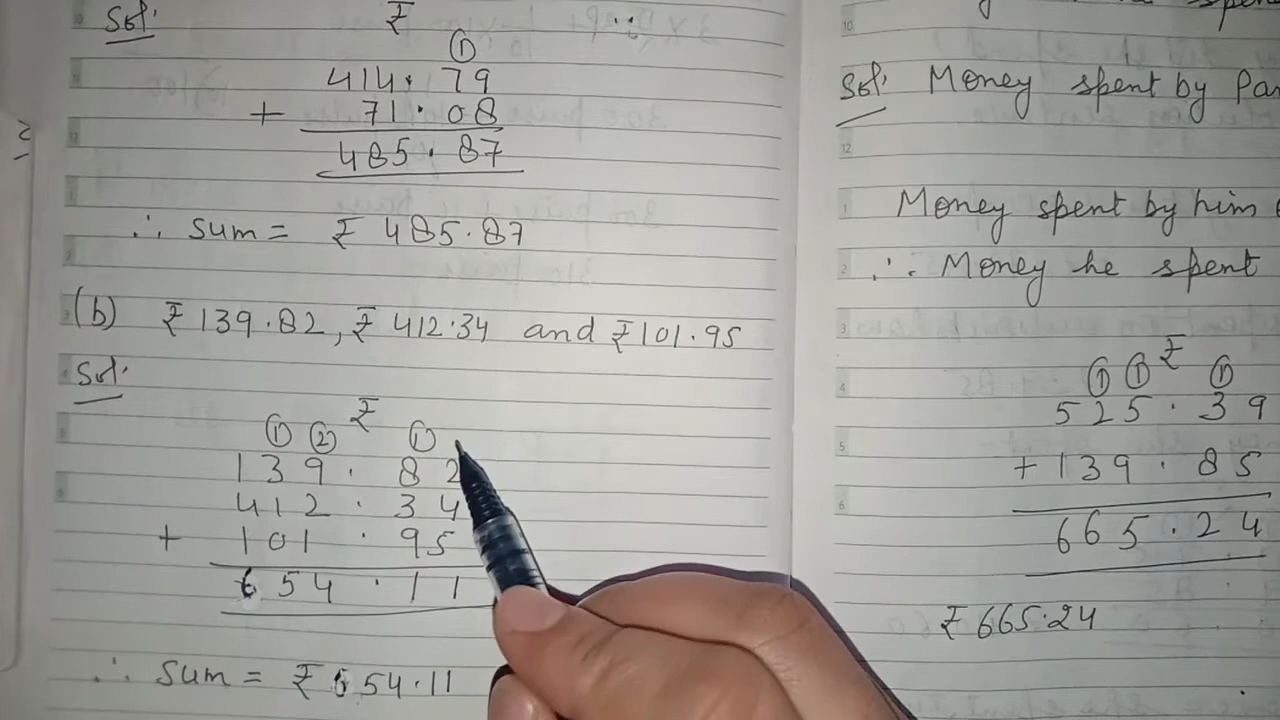 Sol.
₹
①
414.79
+ 71.08
485.87
∴ sum = ₹ 485.87
(b) ₹139.82, ₹412.34 and ₹101.95
Sol.
₹
① ② ①
139.82
412.34
+ 101.95
654.11
∴ sum = ₹654.11
Sol. Money spent by
Money spent by him
∴ Money he spent
₹
① ① ①
525.39
+139.85
665.24
₹665.24